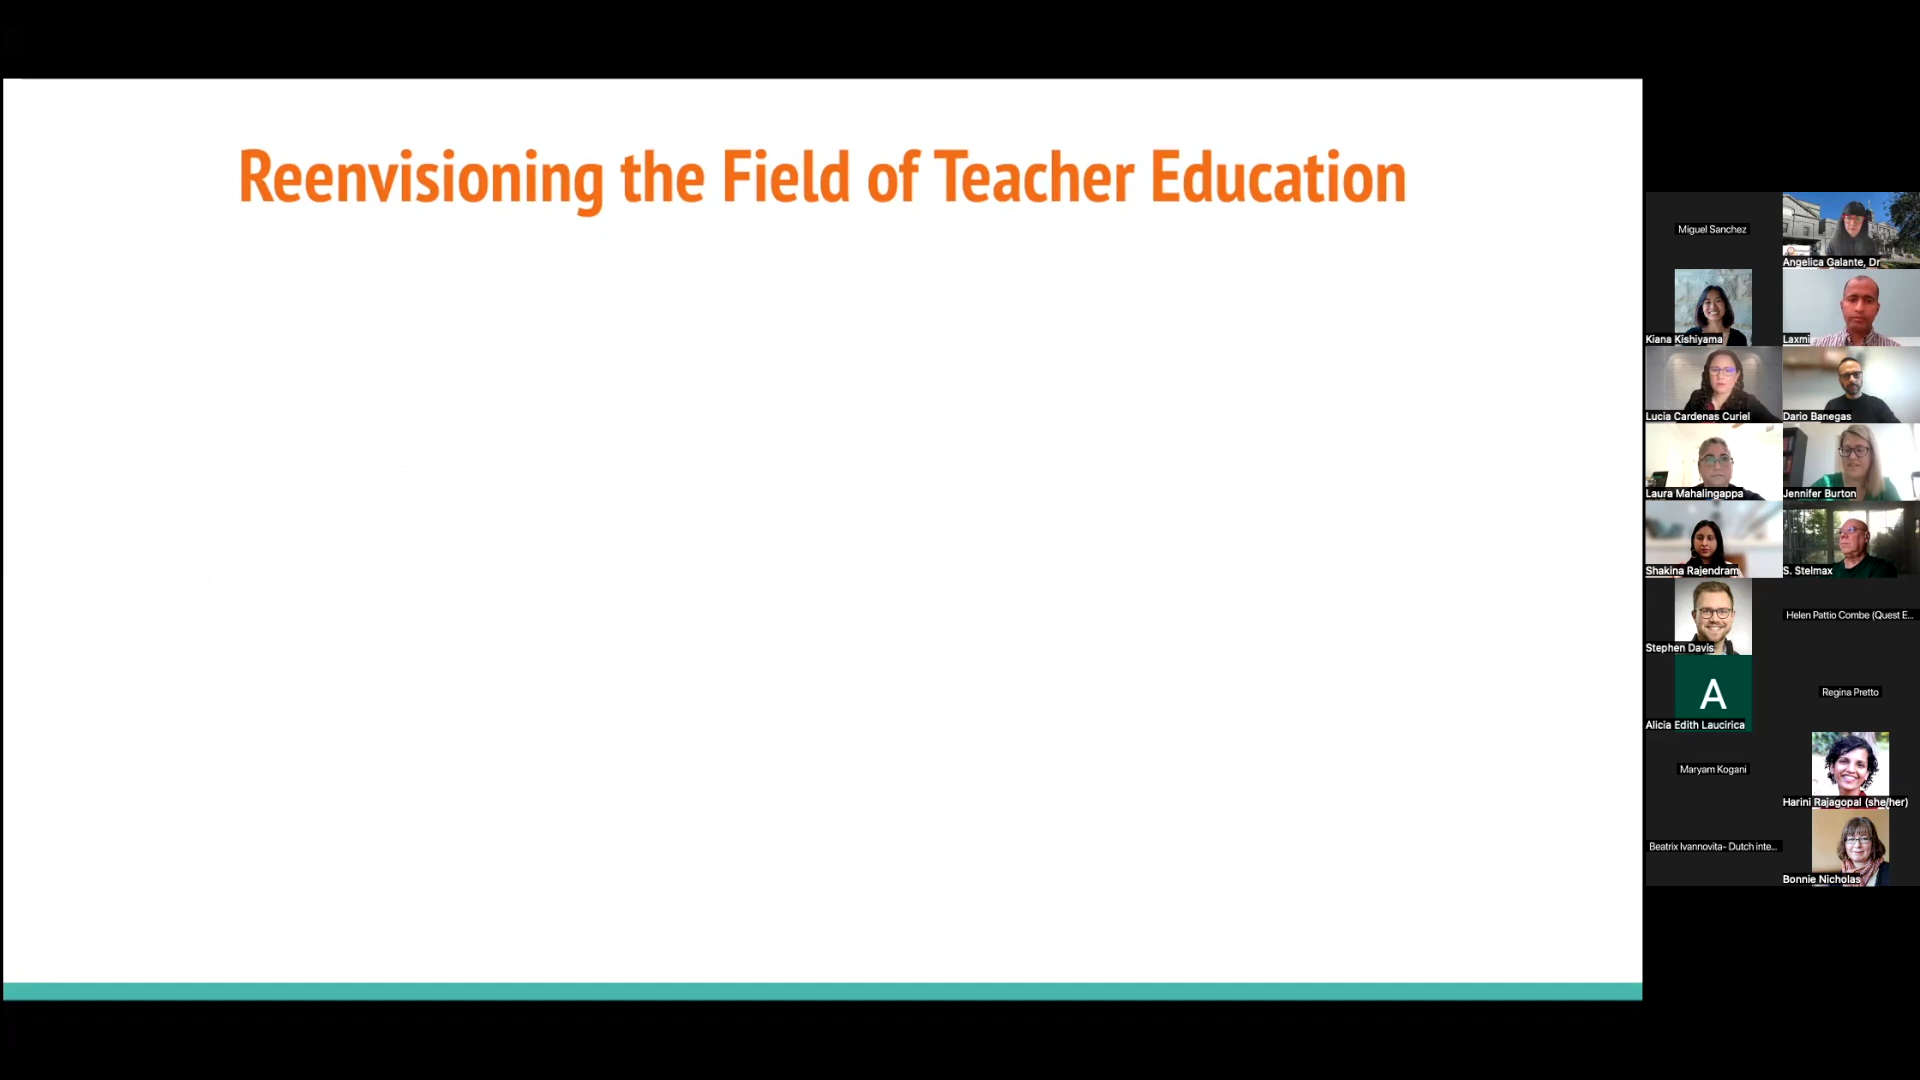 Reenvisioning the Field of Teacher Education
Miguel Sanchez
Angelica Galante, Dr
Kiana Kishiyama
Laxmi
Lucia Cardenas Curiel
Dario Banegas
Laura Mahalingappa
Jennifer Burton
Shakina Rajendram
S. Stelmax
Stephen Davis
Helen Pattio Combe (Quest E...
A
Alicia Edith Laucirica
Regina Pretto
Maryam Kogani
Harini Rajagopal (she/her)
Beatrix Ivannovita- Dutch inte...
Bonnie Nicholas